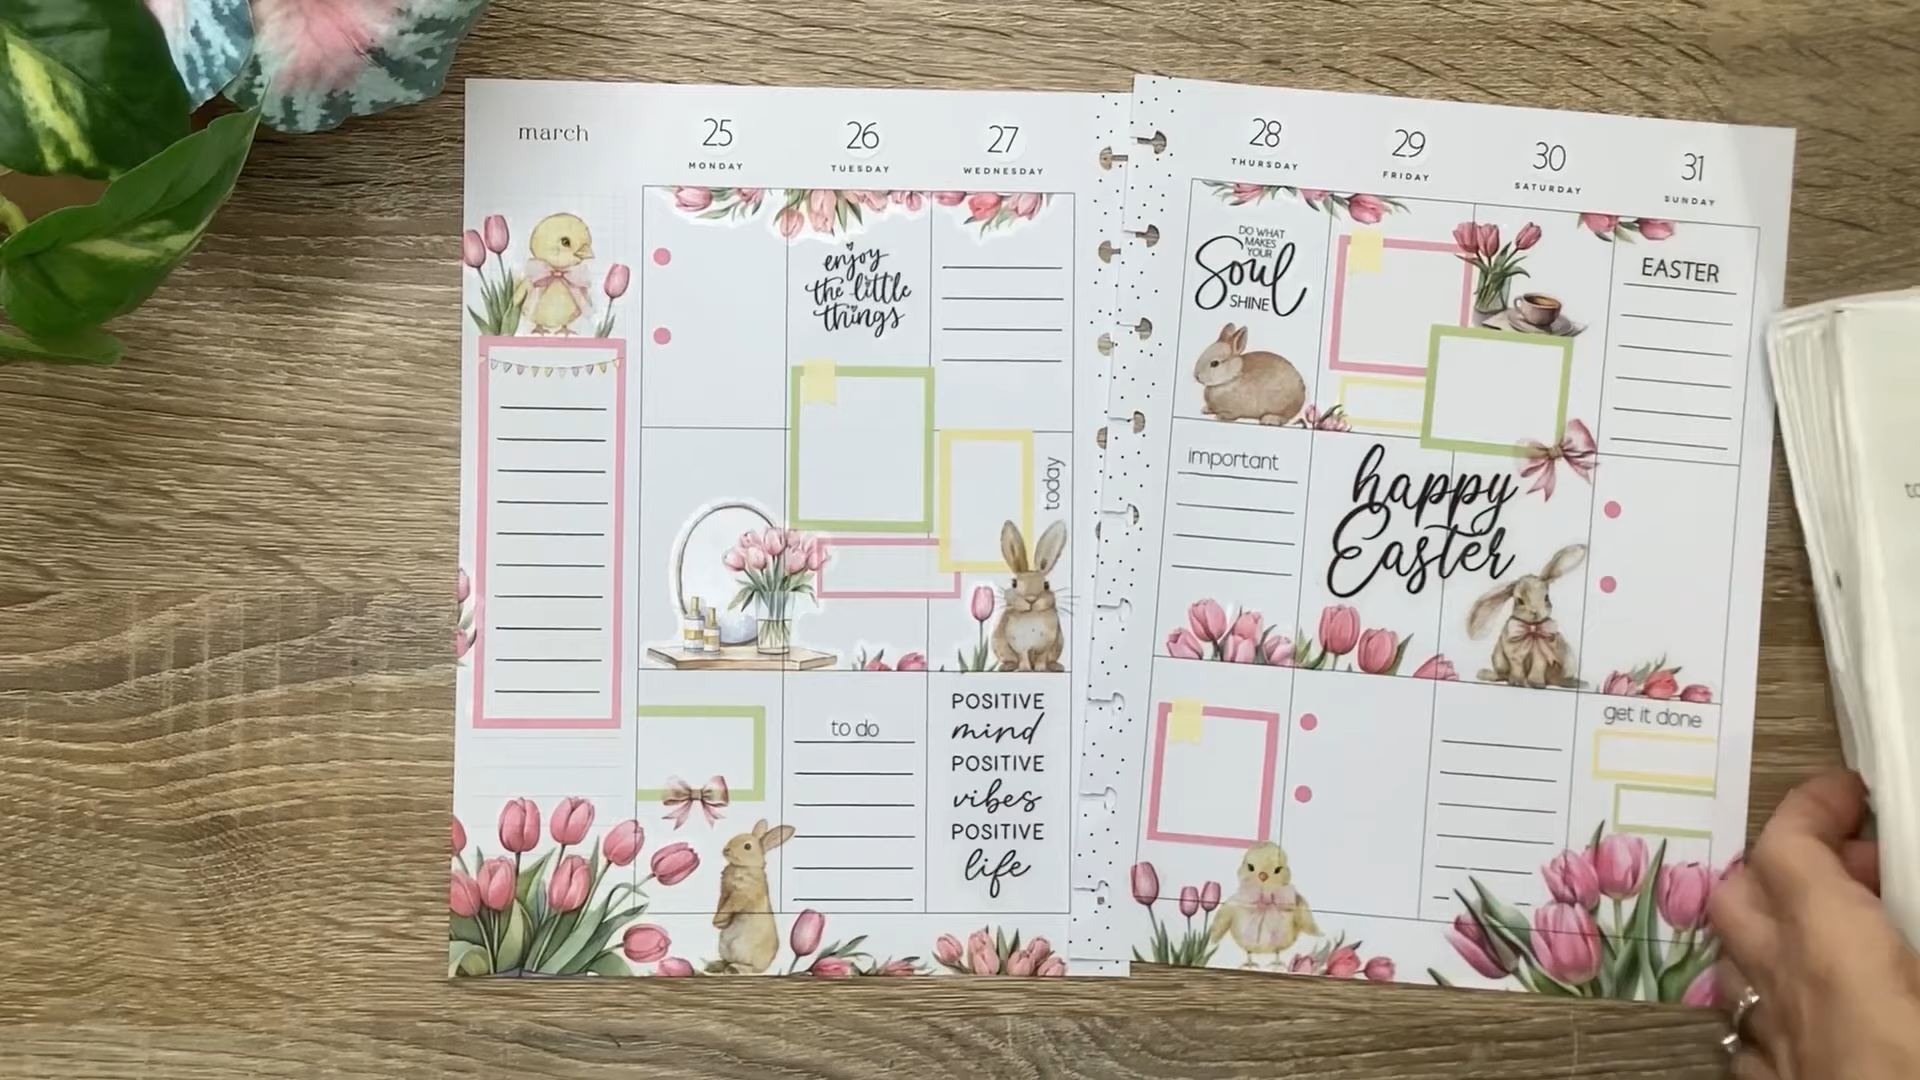 march
25
MONDAY
26
TUESDAY
27
WEDNESDAY
28
THURSDAY
29
FRIDAY
30
SATURDAY
31
SUNDAY
enjoy
the little
things
today
to do
POSITIVE
mind
POSITIVE
vibes
POSITIVE
life
DO WHAT
MAKES
YOUR
Soul
SHINE
EASTER
important
happy
Easter
get it done